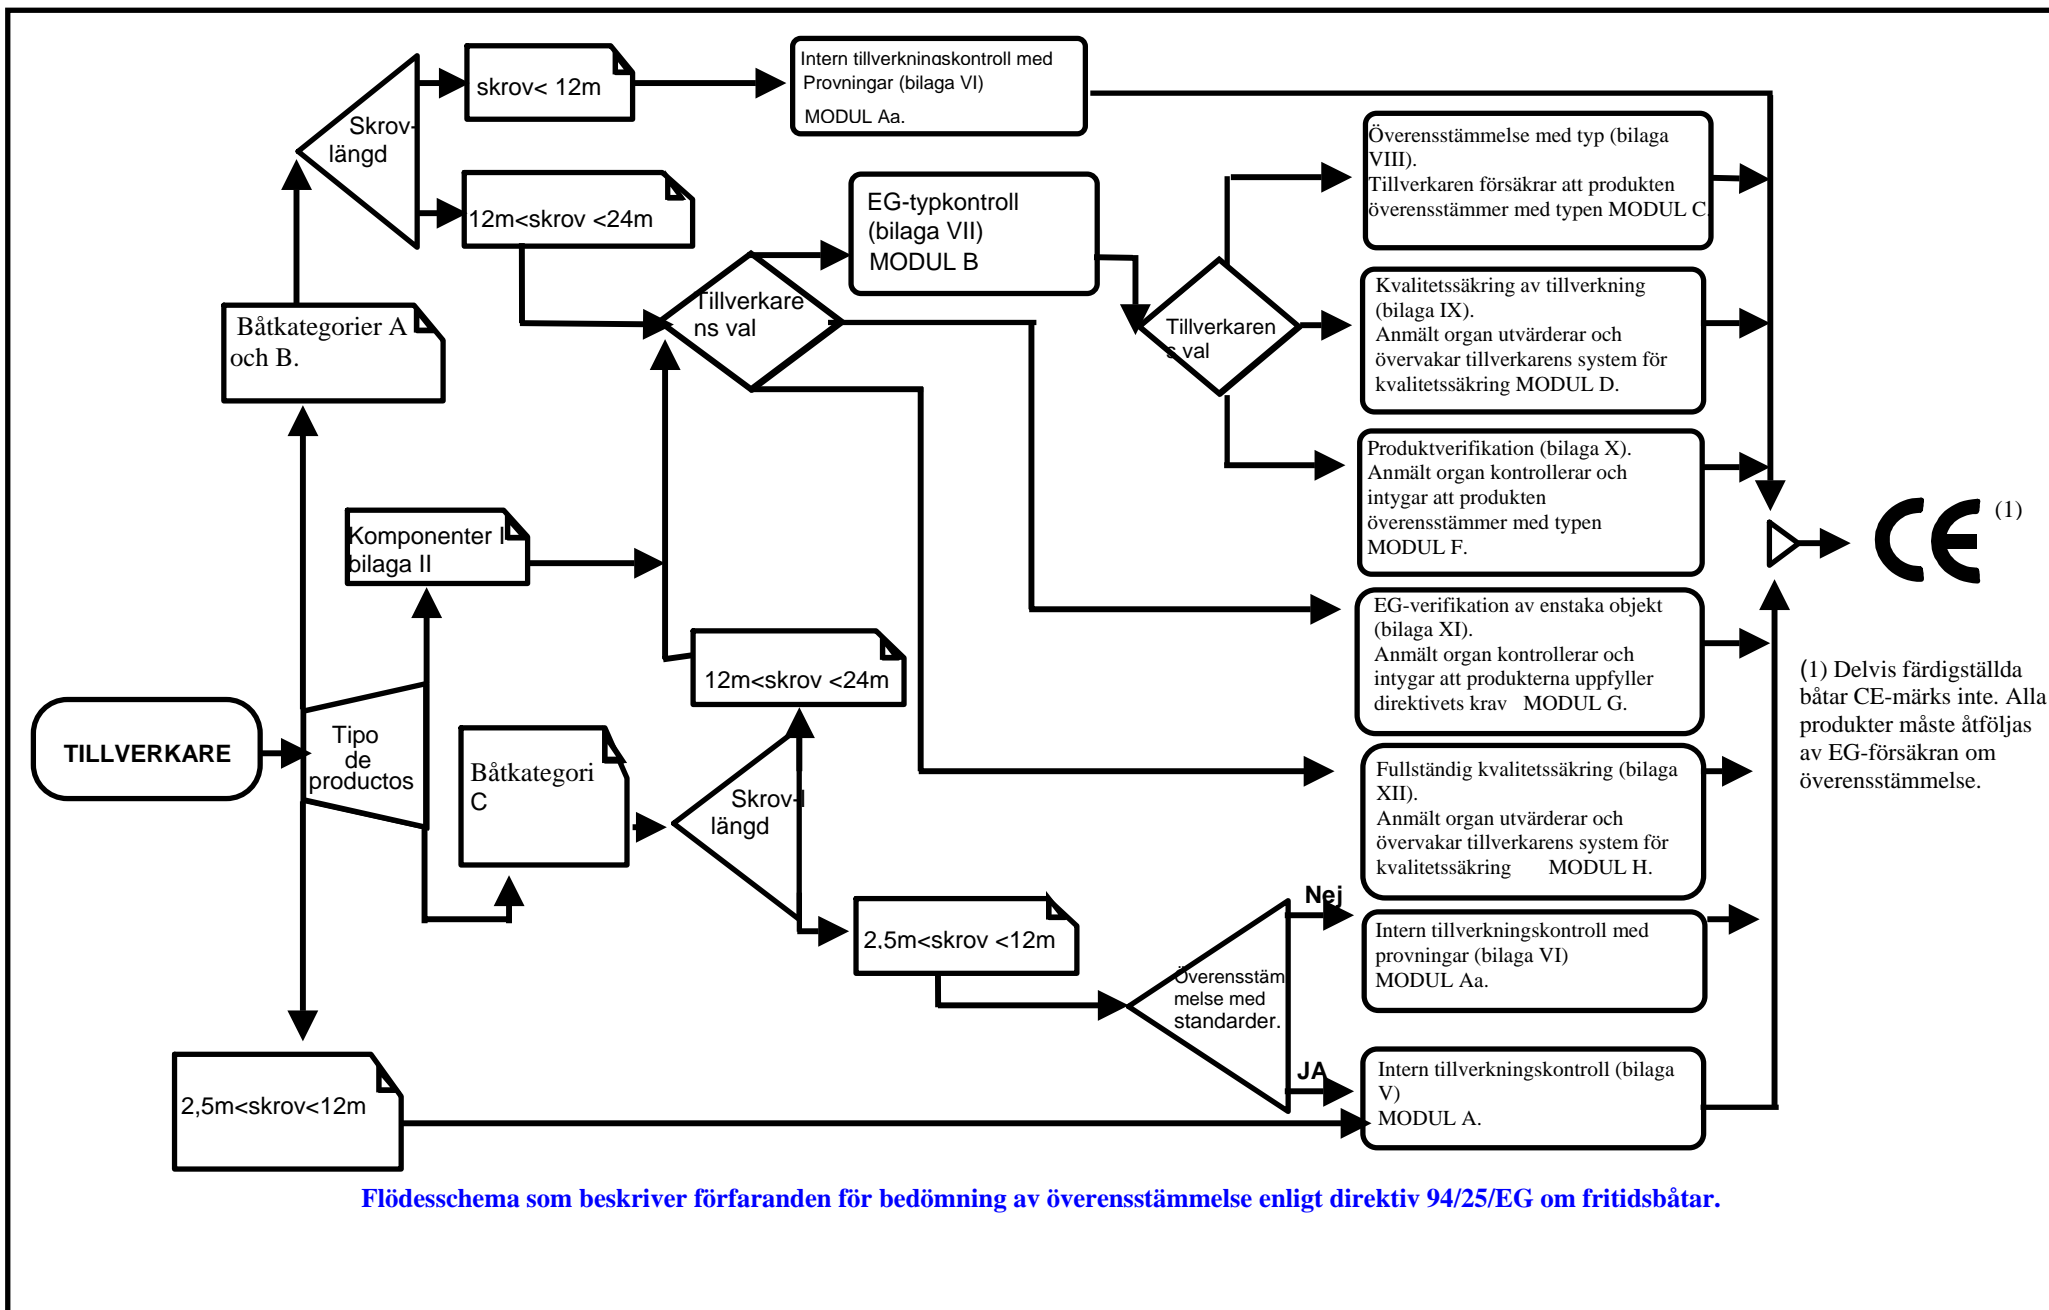 skrov< 12m
Intern tillverkningskontroll med
Provningar (bilaga VI)
MODUL Aa.
Skrov-
längd
12m<skrov <24m
EG-typkontroll
(bilaga VII)
MODUL B
Överensstämmelse med typ (bilaga
VIII).
Tillverkaren försäkrar att produkten
överensstämmer med typen MODUL C.
Båtkategorier A
och B.
Tillverkare
ns val
Tillverkaren
s val
Kvalitetssäkring av tillverkning
(bilaga IX).
Anmält organ utvärderar och
övervakar tillverkarens system för
kvalitetssäkring MODUL D.
Produktverifikation (bilaga X).
Anmält organ kontrollerar och
intygar att produkten
överensstämmer med typen
MODUL F.
CE (1)
Komponenter I
bilaga II
EG-verifikation av enstaka objekt
(bilaga XI).
Anmält organ kontrollerar och
intygar att produkterna uppfyller
direktivets krav MODUL G.
12m<skrov <24m
(1) Delvis färdigställda
båtar CE-märks inte. Alla
produkter måste åtföljas
av EG-försäkran om
överensstämmelse.
TILLVERKARE
Tipo
de
productos
Båtkategori
C
Skrov-l
längd
Fullständig kvalitetssäkring (bilaga
XII).
Anmält organ utvärderar och
övervakar tillverkarens system för
kvalitetssäkring MODUL H.
2,5m<skrov <12m
Överensstäm
melse med
standarder.
Nej
Intern tillverkningskontroll med
provningar (bilaga VI)
MODUL Aa.
JA
Intern tillverkningskontroll (bilaga
V)
MODUL A.
2,5m<skrov<12m
Flödesschema som beskriver förfaranden för bedömning av överensstämmelse enligt direktiv 94/25/EG om fritidsbåtar.